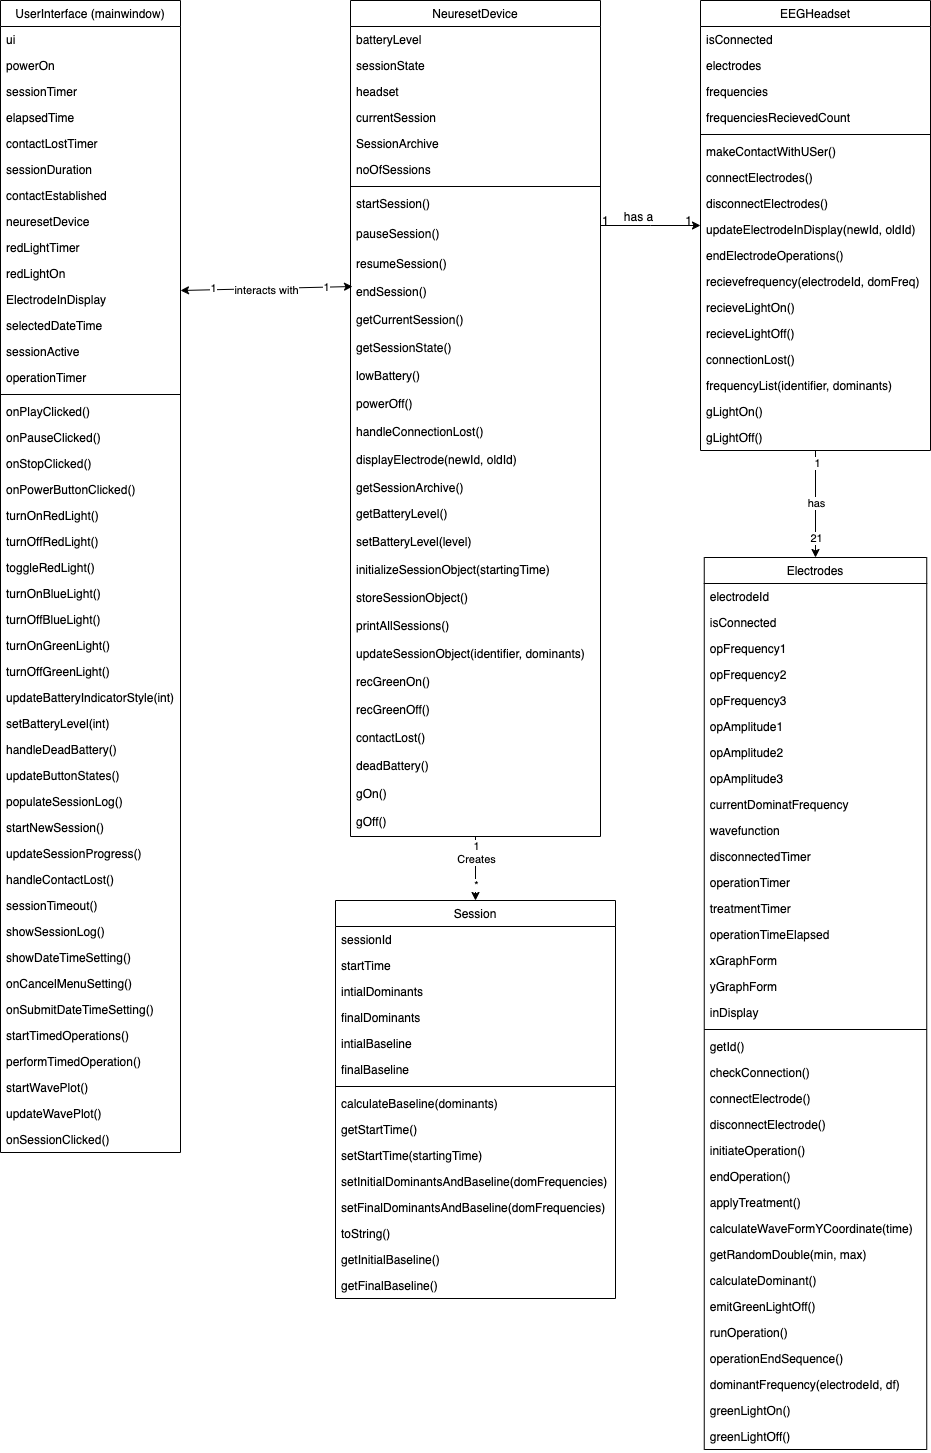 UserInterface (mainwindow)
ui
powerOn
sessionTimer
elapsedTime
contactLostTimer
sessionDuration
contactEstablished
neuresetDevice
redLightTimer
redLightOn
ElectrodeInDisplay
selectedDateTime
sessionActive
operationTimer
onPlayClicked()
onPauseClicked()
onStopClicked()
onPowerButtonClicked()
turnOnRedLight()
turnOffRedLight()
toggleRedLight()
turnOnBlueLight()
turnOffBlueLight()
turnOnGreenLight()
turnOffGreenLight()
updateBatteryIndicatorStyle(int)
setBatteryLevel(int)
handleDeadBattery()
updateButtonStates()
populateSessionLog()
startNewSession()
updateSessionProgress()
handleContactLost()
sessionTimeout()
showSessionLog()
showDateTimeSetting()
onCancelMenuSetting()
onSubmitDateTimeSetting()
startTimedOperations()
performTimedOperation()
startWavePlot()
updateWavePlot()
onSessionClicked()
1 interacts with 1
NeuresetDevice
batteryLevel
sessionState
headset
currentSession
SessionArchive
noOfSessions
startSession()
pauseSession()
resumeSession()
endSession()
getCurrentSession()
getSessionState()
lowBattery()
powerOff()
handleConnectionLost()
displayElectrode(newId, oldId)
getSessionArchive()
getBatteryLevel()
setBatteryLevel(level)
initializeSessionObject(startingTime)
storeSessionObject()
printAllSessions()
updateSessionObject(identifier, dominants)
recGreenOn()
recGreenOff()
contactLost()
deadBattery()
gOn()
gOff()
1
Creates
*
Session
sessionId
startTime
intialDominants
finalDominants
intialBaseline
finalBaseline
calculateBaseline(dominants)
getStartTime()
setStartTime(startingTime)
setInitialDominantsAndBaseline(domFrequencies)
setFinalDominantsAndBaseline(domFrequencies)
toString()
getInitialBaseline()
getFinalBaseline()
1 has a 1
EEGHeadset
isConnected
electrodes
frequencies
frequenciesRecievedCount
makeContactWithUSer()
connectElectrodes()
disconnectElectrodes()
updateElectrodeInDisplay(newId, oldId)
endElectrodeOperations()
recievefrequency(electrodeId, domFreq)
recieveLightOn()
recieveLightOff()
connectionLost()
frequencyList(identifier, dominants)
gLightOn()
gLightOff()
1
has
21
Electrodes
electrodeId
isConnected
opFrequency1
opFrequency2
opFrequency3
opAmplitude1
opAmplitude2
opAmplitude3
currentDominatFrequency
wavefunction
disconnectedTimer
operationTimer
treatmentTimer
operationTimeElapsed
xGraphForm
yGraphForm
inDisplay
getId()
checkConnection()
connectElectrode()
disconnectElectrode()
initiateOperation()
endOperation()
applyTreatment()
calculateWaveFormYCoordinate(time)
getRandomDouble(min, max)
calculateDominant()
emitGreenLightOff()
runOperation()
operationEndSequence()
dominantFrequency(electrodeId, df)
greenLightOn()
greenLightOff()